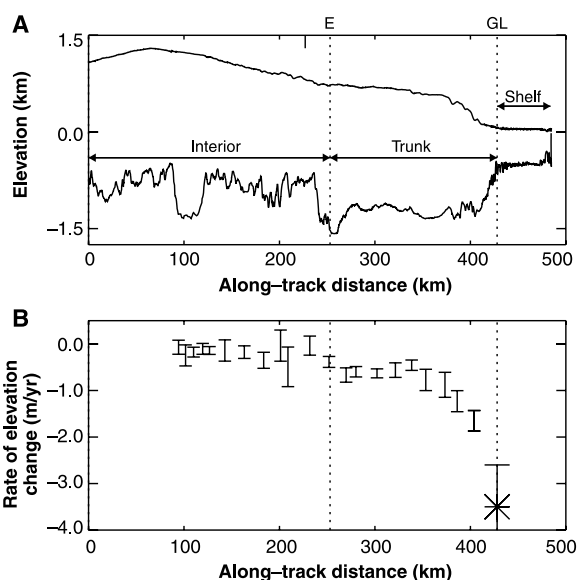 A
E
GL
1.5
0.0
−1.5
Elevation (km)
Interior
Trunk
Shelf
0
100
200
300
400
500
Along–track distance (km)
B
0.0
−1.0
−2.0
−3.0
−4.0
Rate of elevation
change (m/yr)
0
100
200
300
400
500
Along–track distance (km)